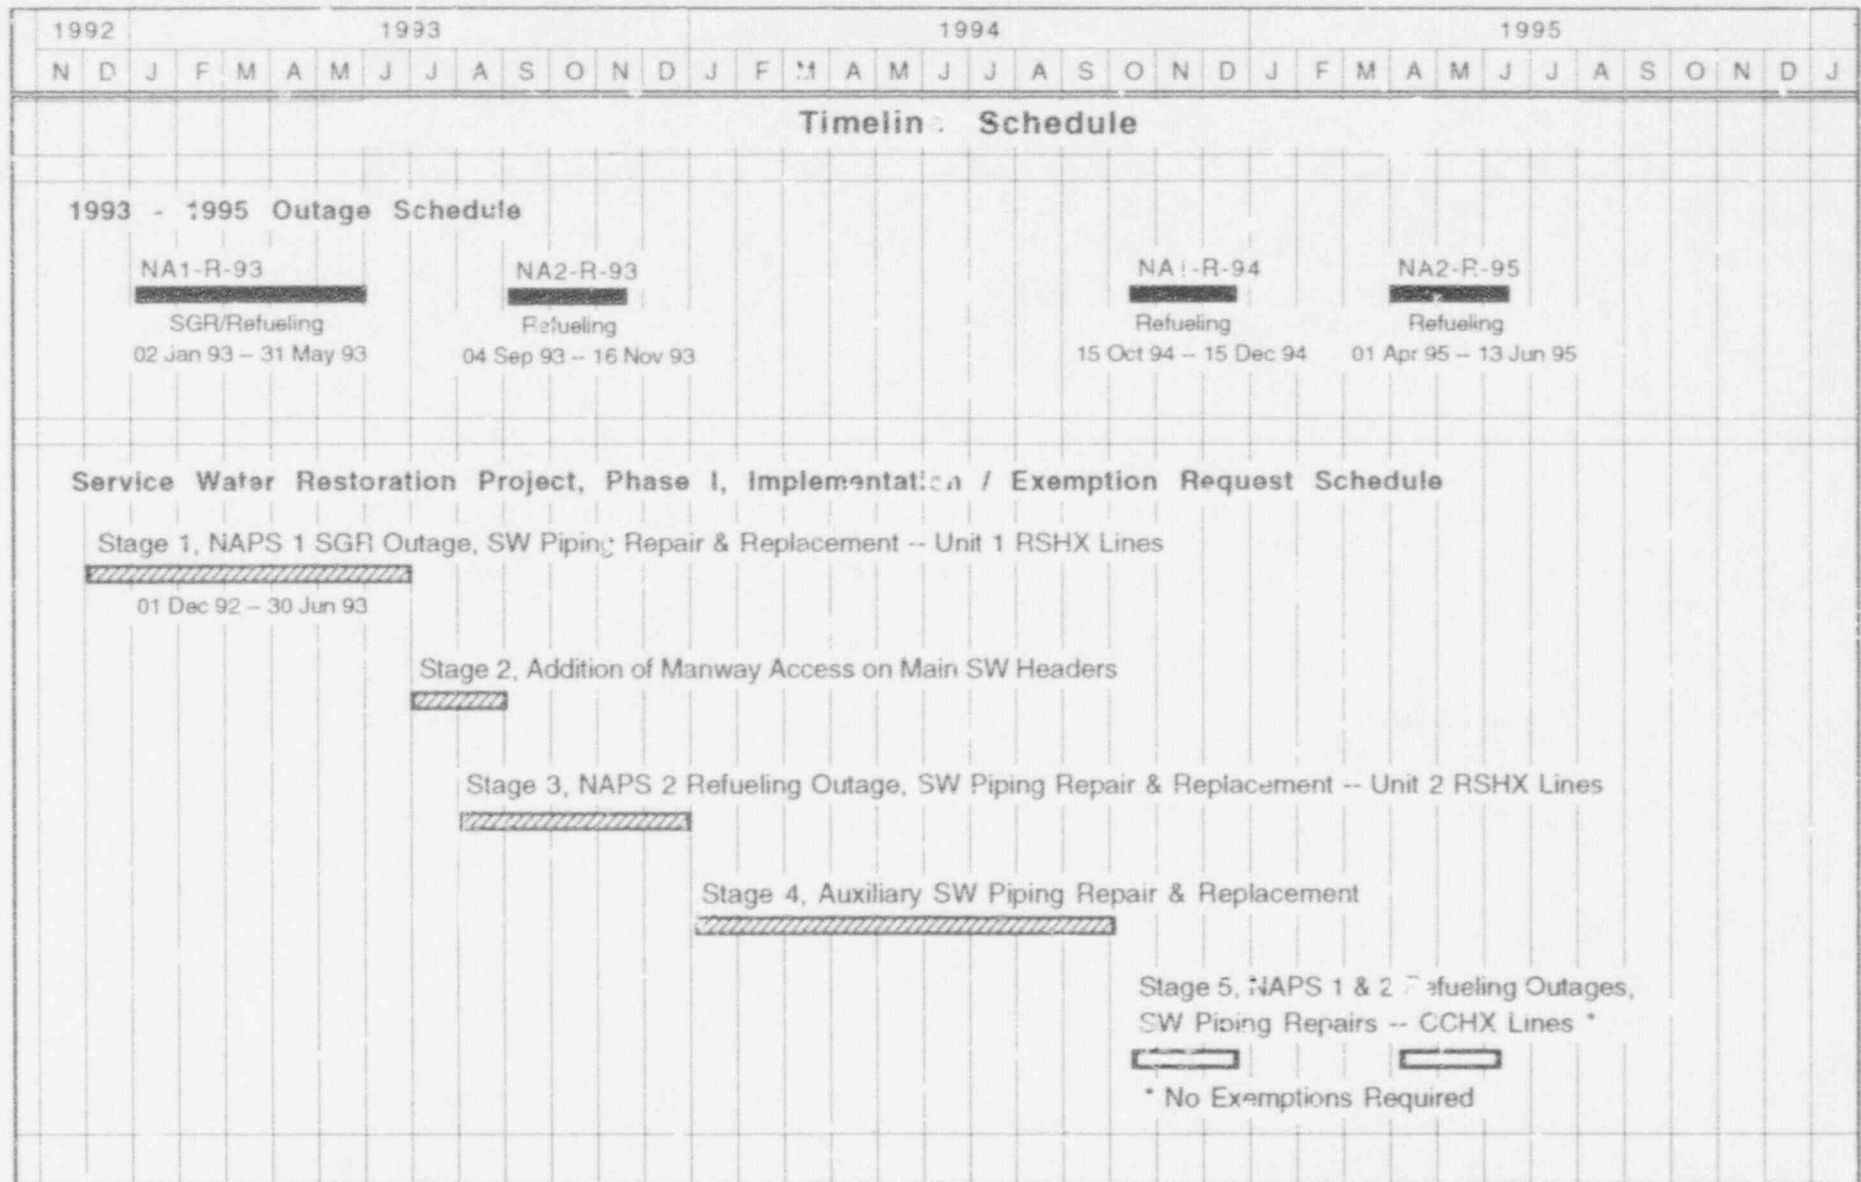 1992 1993 1994 1995
N D J F M A M J J A S O N D J F M A M J J A S O N D J F M A M J J A S O N D J
Schedule
1993 - 1995 Outage Schedule
NA1-R-93 NA2-R-93 NA1-R-94 NA2-R-95
SGR/Refueling Refueling Refueling Refueling
02 Jan 93 -- 31 May 93 04 Sep 93 -- 16 Nov 93 15 Oct 94 -- 15 Dec 94 01 Apr 95 -- 13 Jun 95
Service Water Restoration Project, Phase I, Implementation / Exemption Request Schedule
Stage 1, NAPS 1 SGR Outage, SW Piping Repair & Replacement -- Unit 1 RSHX Lines
01 Dec 92 -- 30 Jun 93
Stage 2, Addition of Manway Access on Main SW Headers
Stage 3, NAPS 2 Refueling Outage, SW Piping Repair & Replacement -- Unit 2 RSHX Lines
Stage 4, Auxiliary SW Piping Repair & Replacement
Stage 5, NAPS 1 & 2 Refueling Outages,
SW Piping Repairs -- CCHX Lines *
* No Exemptions Required